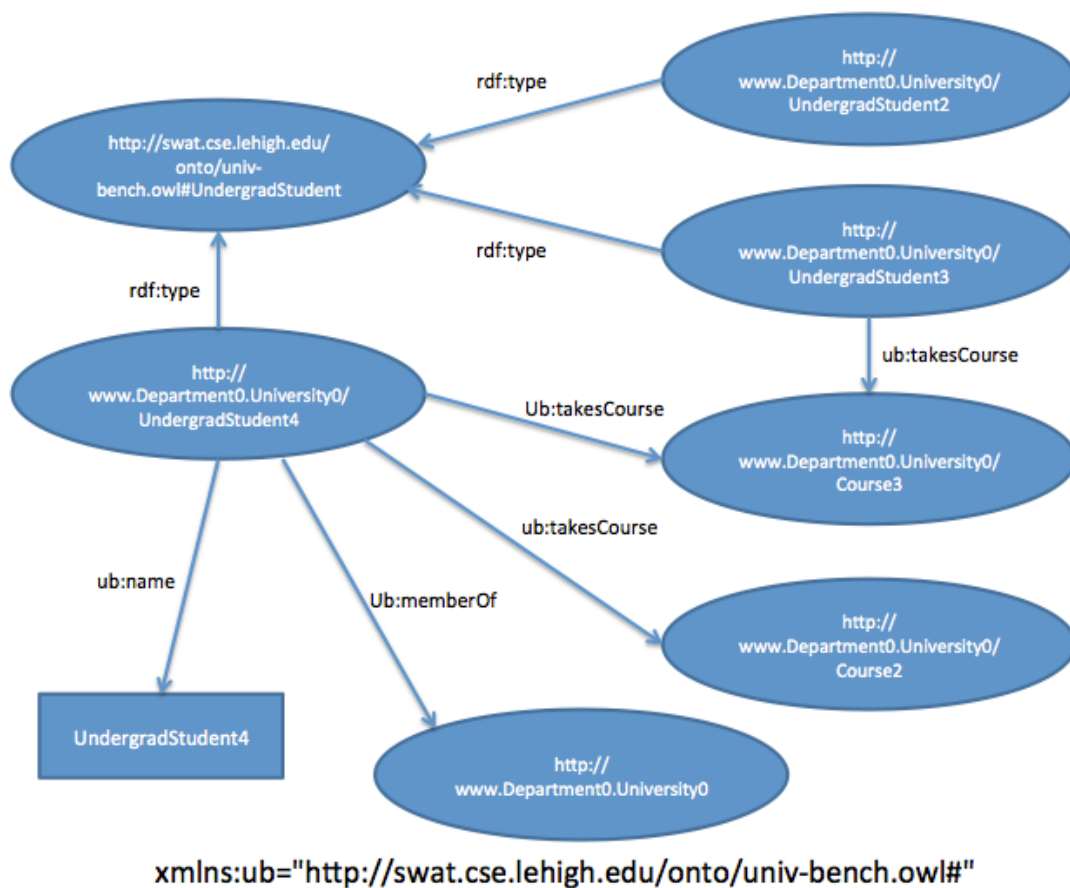 http://
www.Department0.University0/
UndergradStudent2
rdf:type
http://swat.cse.lehigh.edu/
onto/univ-
bench.owl#UndergradStudent
http://
www.Department0.University0/
UndergradStudent3
rdf:type
rdf:type
http://
www.Department0.University0/
UndergradStudent4
ub:takesCourse
Ub:takesCourse
http://
www.Department0.University0/
Course3
ub:takesCourse
ub:name
Ub:memberOf
http://
www.Department0.University0/
Course2
UndergradStudent4
http://
www.Department0.University0
xmlns:ub="http://swat.cse.lehigh.edu/onto/univ-bench.owl#"